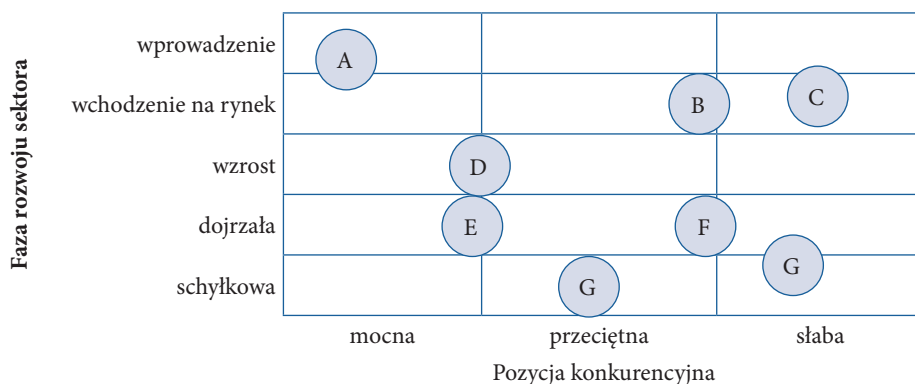 Faza rozwoju sektora
wprowadzenie
A
wchodzenie na rynek
B
C
wzrost
D
dojrzała
E
F
schyłkowa
G
G
mocna
przeciętna
słaba
Pozycja konkurencyjna